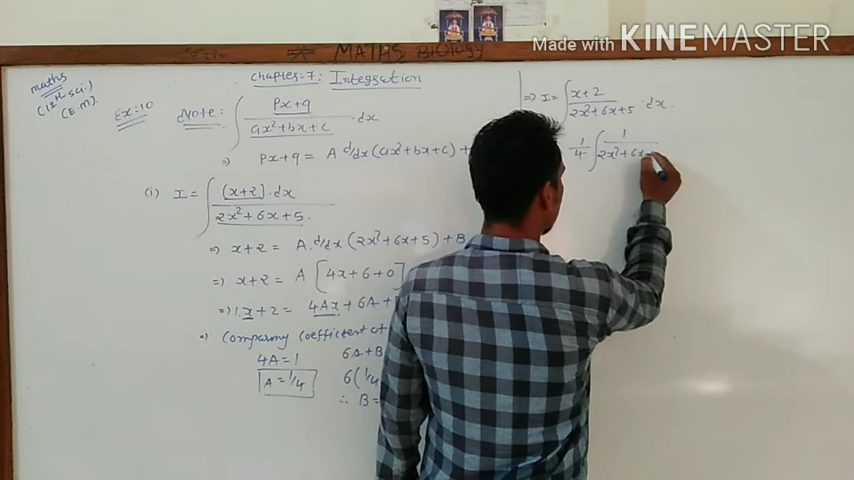 MATHS BIOLOGY
Made with KINEMASTER
maths
(12th sci.)
(E.M).
Chapter-7: Integration
Ex:10
Note: ∫ px+q / ax²+bx+c · dx
⇒ px+q = A d/dx (ax²+bx+c) +
(i) I = ∫ (x+2) · dx / 2x²+6x+5.
⇒ x+2 = A. d/dx (2x²+6x+5) + B
⇒ x+2 = A [4x+6+0]
⇒ 1.x+2 = 4Ax + 6A +
Comparing coefficient of
4A=1 6A+B
A=1/4 6(1/4
∴ B=
⇒ I = ∫ x+2 / 2x²+6x+5 · dx.
1/4 ∫ 1 / 2x²+6x